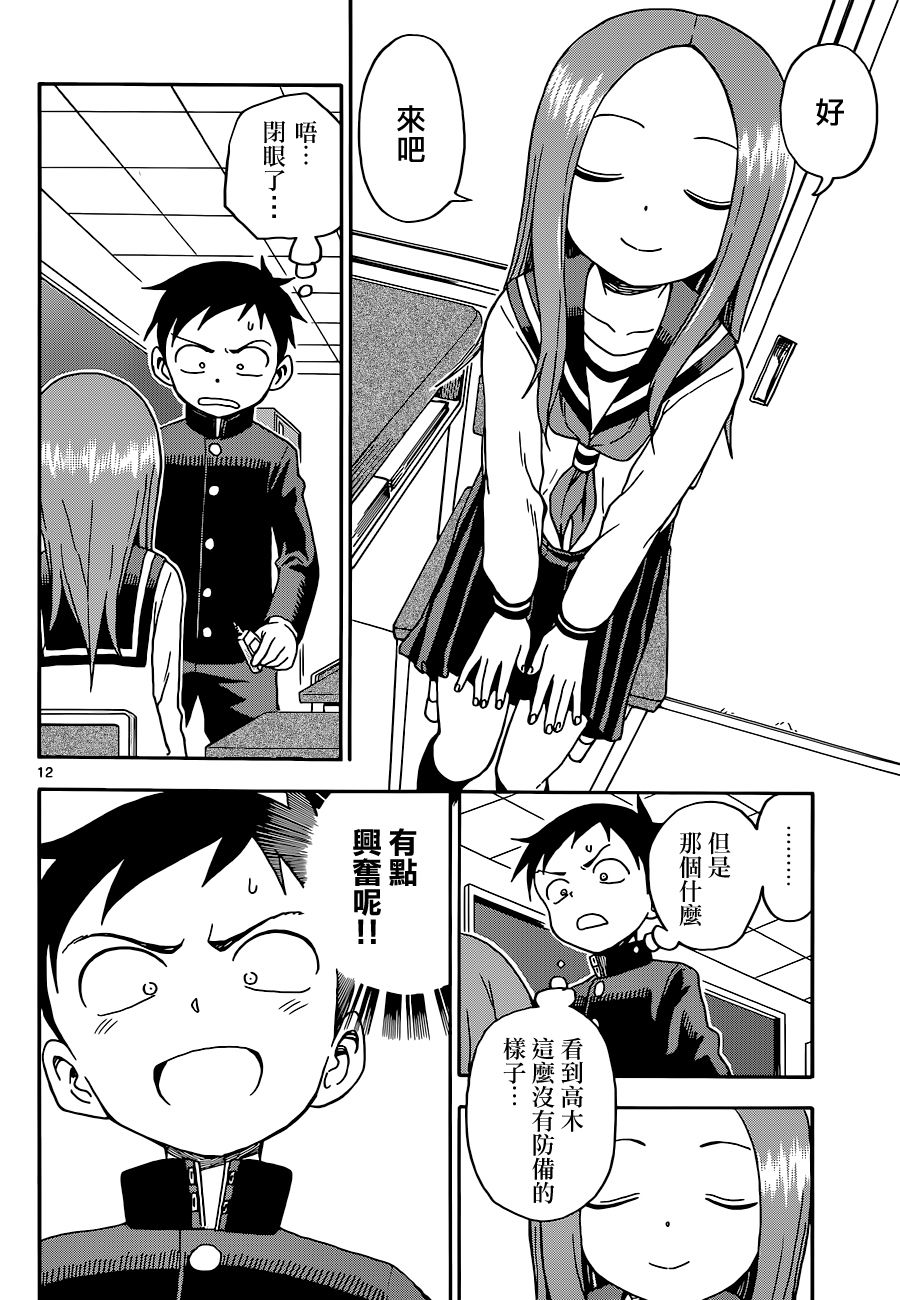 好
來吧
唔…
閉眼了…
………
但是
那個什麼
看到高木
這麼沒有防備的
樣子…
有點
興奮呢!!
12